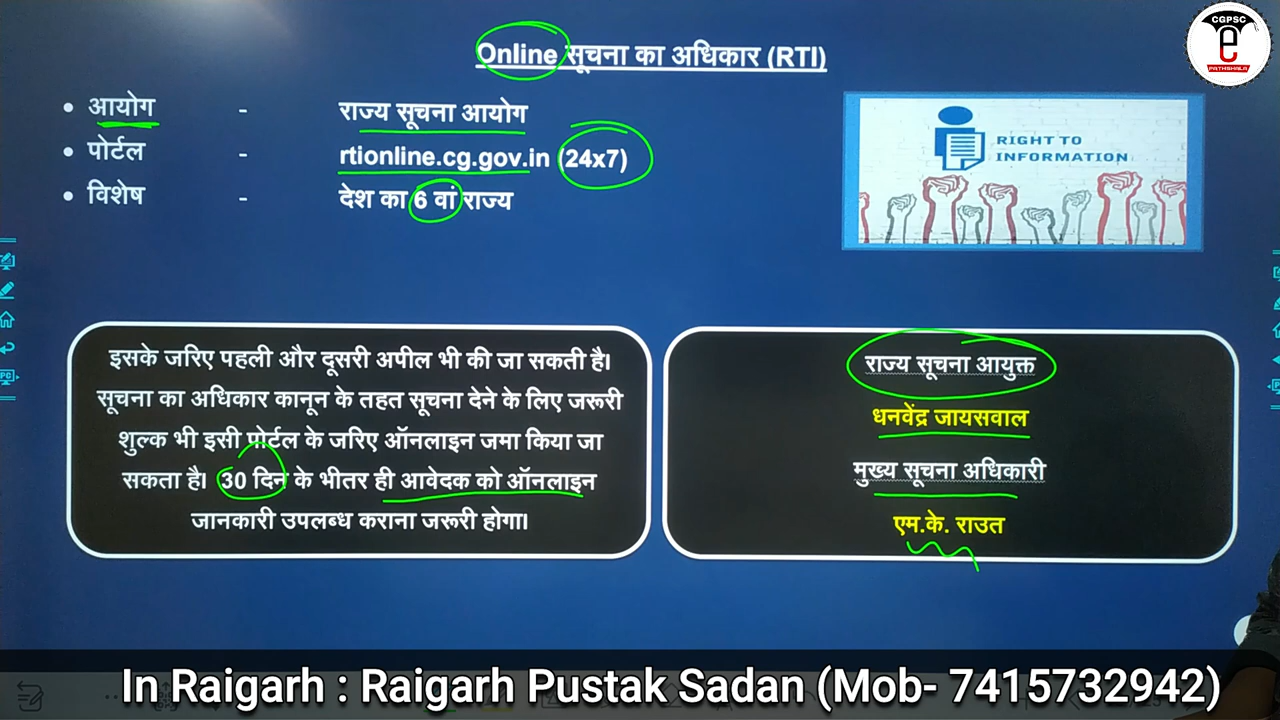 CGPSC
e
PATHSHALA
Online सूचना का अधिकार (RTI)
• आयोग - राज्य सूचना आयोग
• पोर्टल - rtionline.cg.gov.in (24x7)
• विशेष - देश का 6 वां राज्य
RIGHT TO
INFORMATION
इसके जरिए पहली और दूसरी अपील भी की जा सकती है।
सूचना का अधिकार कानून के तहत सूचना देने के लिए जरूरी
शुल्क भी इसी पोर्टल के जरिए ऑनलाइन जमा किया जा
सकता है। 30 दिन के भीतर ही आवेदक को ऑनलाइन
जानकारी उपलब्ध कराना जरूरी होगा।
राज्य सूचना आयुक्त
धनवेंद्र जायसवाल
मुख्य सूचना अधिकारी
एम.के. राउत
In Raigarh : Raigarh Pustak Sadan (Mob- 7415732942)